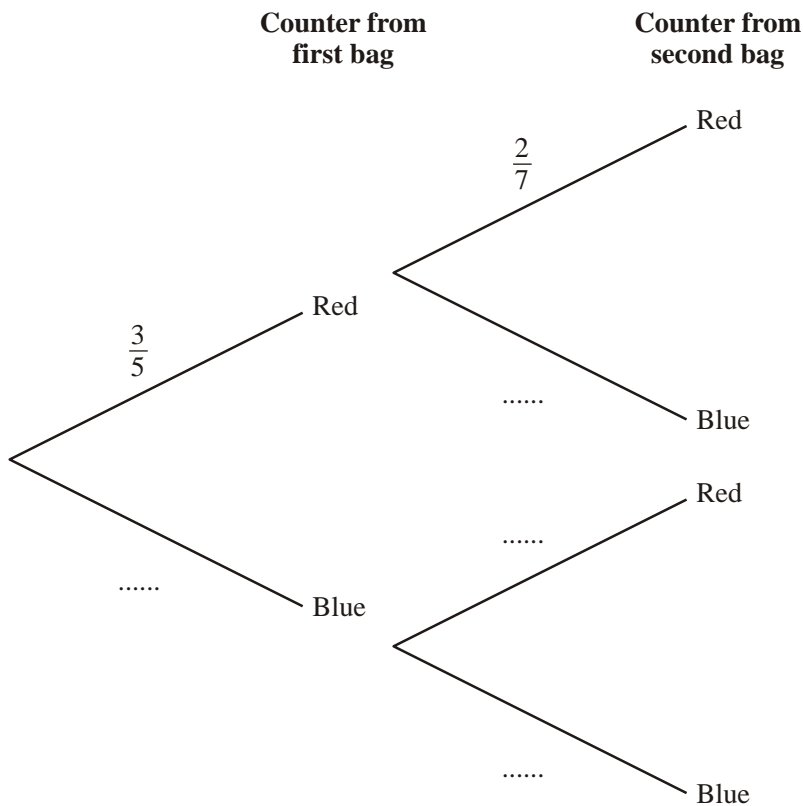 Counter from
first bag
Counter from
second bag
Red
2
7
Red
3
5
......
Blue
Red
......
......
Blue
......
Blue